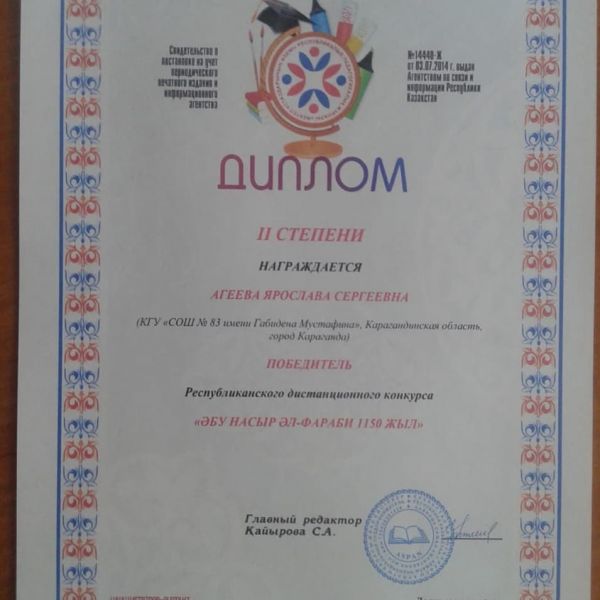 Свидетельство о
постановке на учет
периодического
печатного издания и
информационного
агентства
№14440-Ж
от 03.07.2014 г. выдан
Агентством по связи и
информации Республики
Казахстан
ДИПЛОМ
II СТЕПЕНИ
НАГРАЖДАЕТСЯ
АГЕЕВА ЯРОСЛАВА СЕРГЕЕВНА
(КГУ «СОШ № 83 имени Габидена Мустафина», Карагандинская область,
город Караганда)
ПОБЕДИТЕЛЬ
Республиканского дистанционного конкурса
«ӘБУ НАСЫР ӘЛ-ФАРАБИ 1150 ЖЫЛ»
Главный редактор
Қайырова С.А.